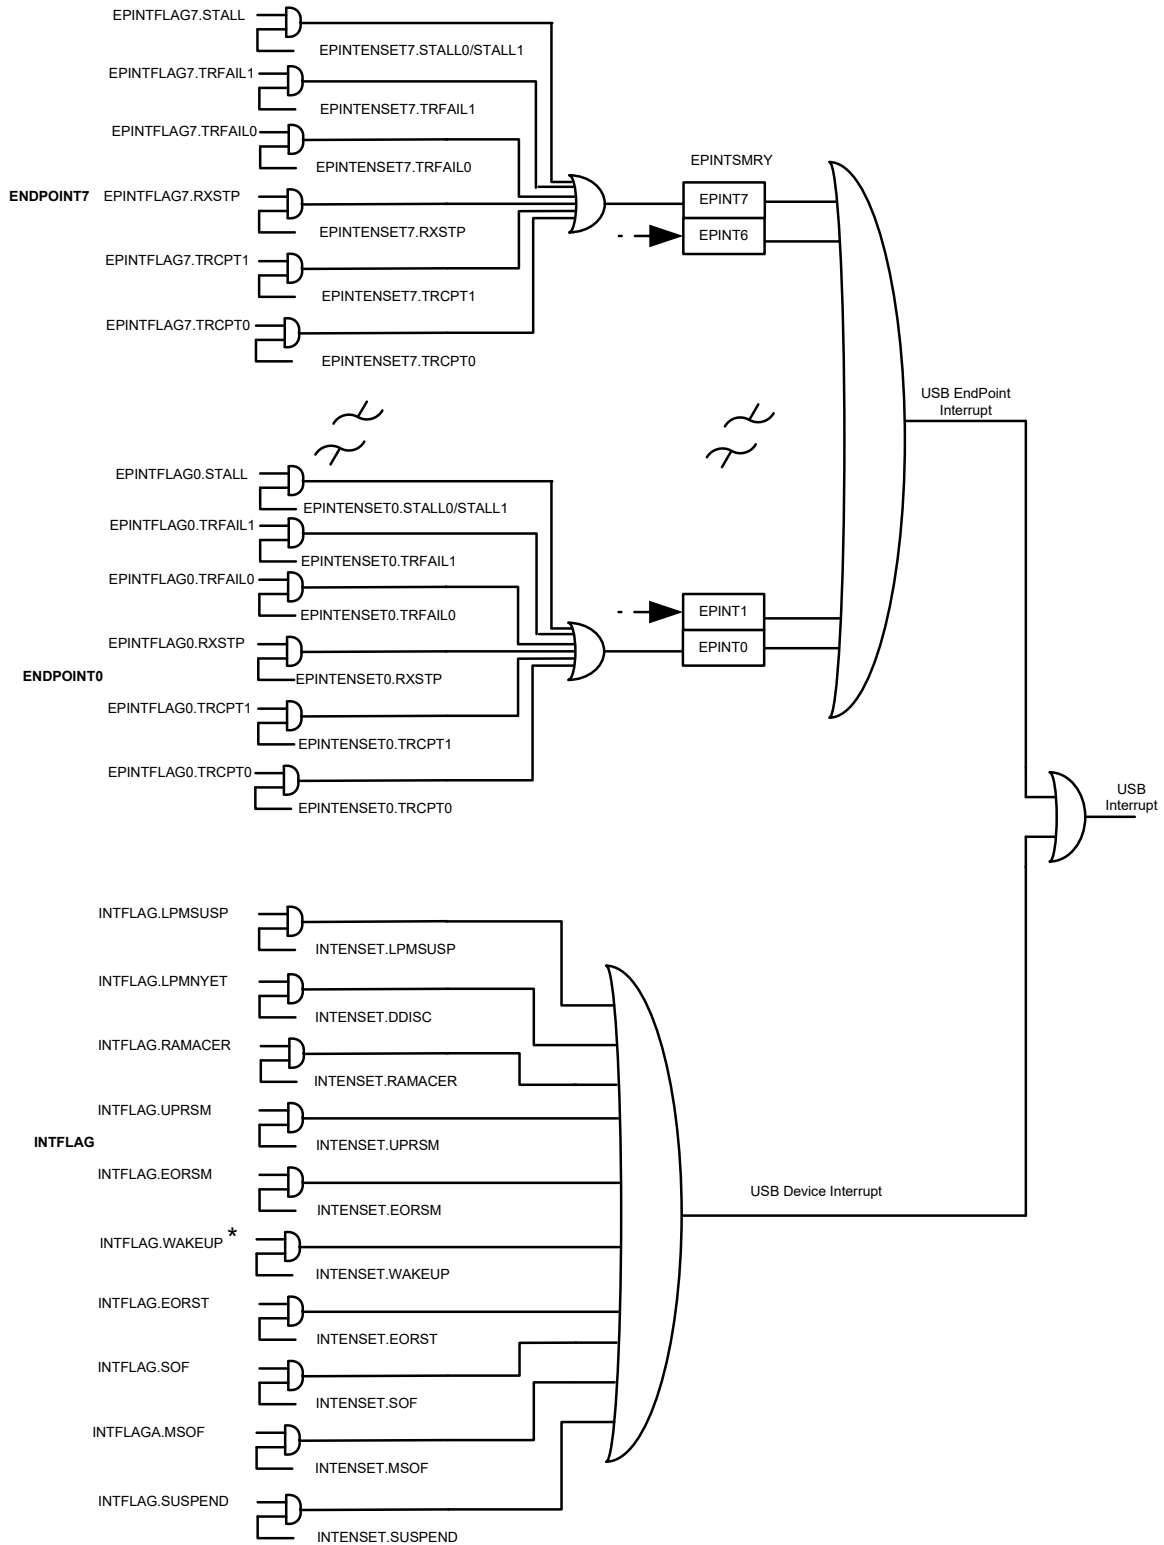 EPINTFLAG7.STALL
EPINTENSET7.STALL0/STALL1
EPINTFLAG7.TRFAIL1
EPINTENSET7.TRFAIL1
EPINTFLAG7.TRFAIL0
EPINTENSET7.TRFAIL0
ENDPOINT7
EPINTFLAG7.RXSTP
EPINTENSET7.RXSTP
EPINTFLAG7.TRCPT1
EPINTENSET7.TRCPT1
EPINTFLAG7.TRCPT0
EPINTENSET7.TRCPT0
EPINTSMRY
EPINT7
EPINT6
USB EndPoint
Interrupt
EPINTFLAG0.STALL
EPINTENSET0.STALL0/STALL1
EPINTFLAG0.TRFAIL1
EPINTENSET0.TRFAIL1
EPINTFLAG0.TRFAIL0
EPINTENSET0.TRFAIL0
EPINTFLAG0.RXSTP
ENDPOINT0
EPINTENSET0.RXSTP
EPINTFLAG0.TRCPT1
EPINTENSET0.TRCPT1
EPINTFLAG0.TRCPT0
EPINTENSET0.TRCPT0
EPINT1
EPINT0
USB
Interrupt
INTFLAG.LPMSUSP
INTENSET.LPMSUSP
INTFLAG.LPMNYET
INTENSET.DDISC
INTFLAG.RAMACER
INTENSET.RAMACER
INTFLAG.UPRSM
INTFLAG
INTENSET.UPRSM
INTFLAG.EORSM
INTENSET.EORSM
INTFLAG.WAKEUP *
INTENSET.WAKEUP
INTFLAG.EORST
INTENSET.EORST
INTFLAG.SOF
INTENSET.SOF
INTFLAGA.MSOF
INTENSET.MSOF
INTFLAG.SUSPEND
INTENSET.SUSPEND
USB Device Interrupt